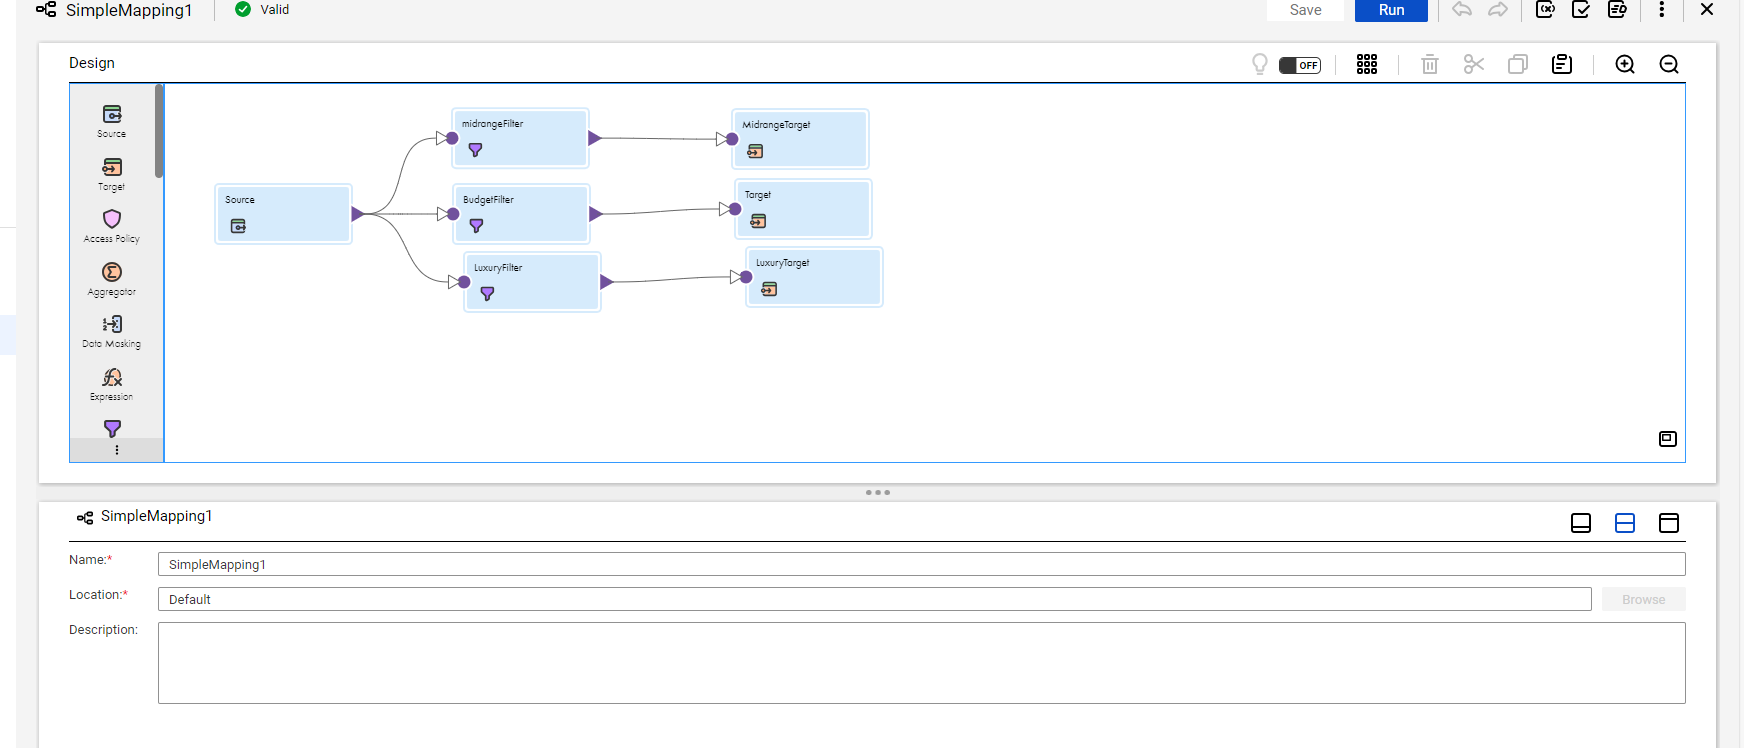 SimpleMapping1
Valid
Save
Run
Design
OFF
Source
Target
Access Policy
Aggregator
Data Masking
Expression
midrangeFilter
MidrangeTarget
Source
BudgetFilter
Target
LuxuryFilter
LuxuryTarget
SimpleMapping1
Name:*
SimpleMapping1
Location:*
Default
Browse
Description: